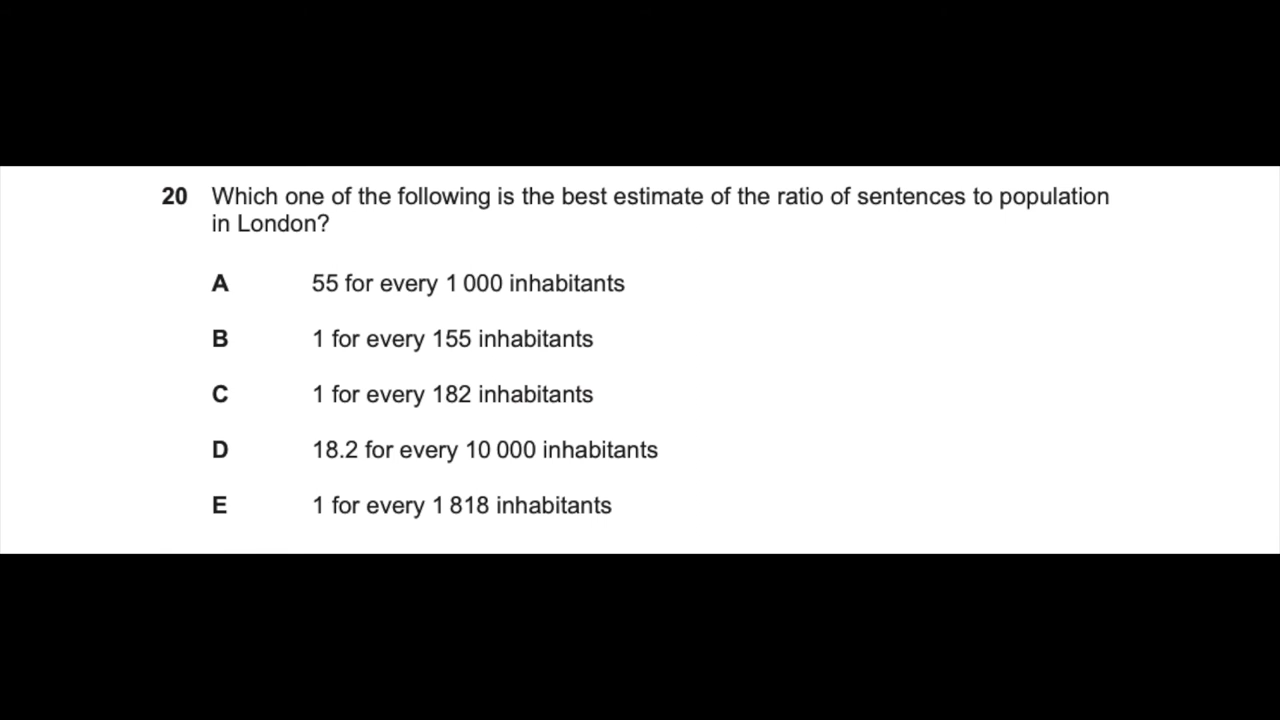 20 Which one of the following is the best estimate of the ratio of sentences to population
in London?
A 55 for every 1 000 inhabitants
B 1 for every 155 inhabitants
C 1 for every 182 inhabitants
D 18.2 for every 10 000 inhabitants
E 1 for every 1 818 inhabitants